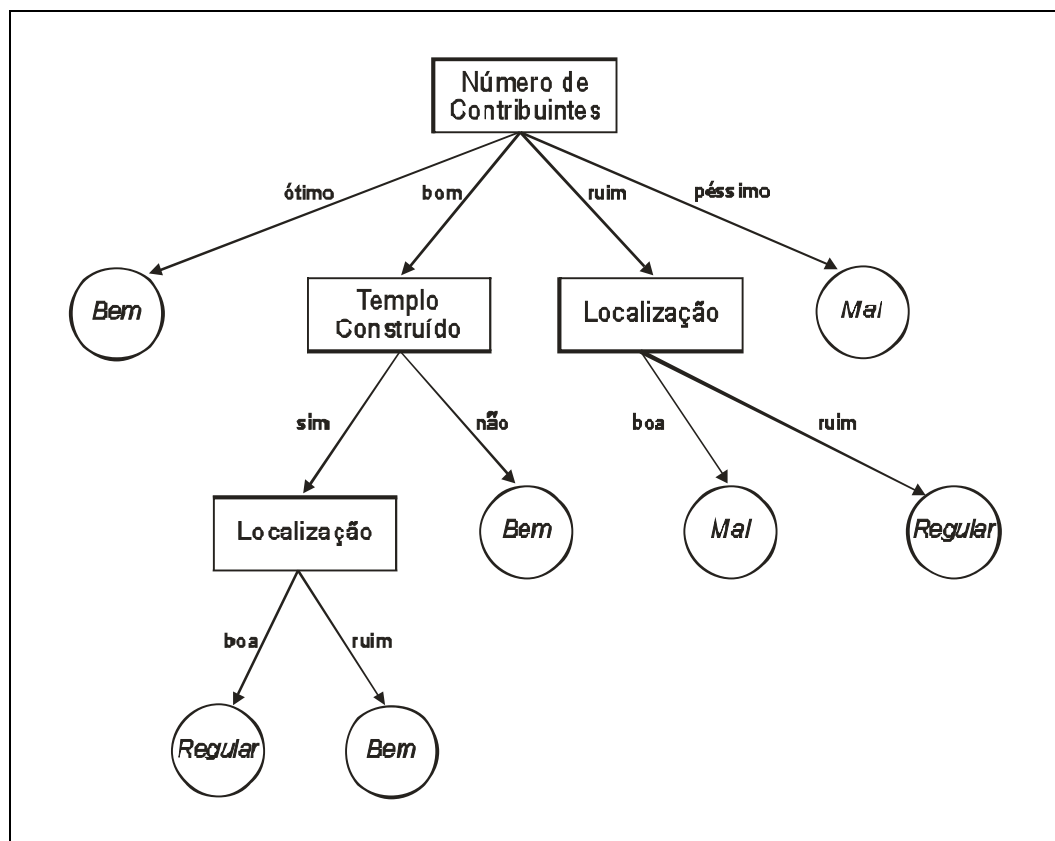 Número de
Contribuintes
ótimo
bom
ruim
péssimo
Bem
Templo
Construído
Localização
Mal
sim
não
boa
ruim
Localização
Bem
Mal
Regular
boa
ruim
Regular
Bem